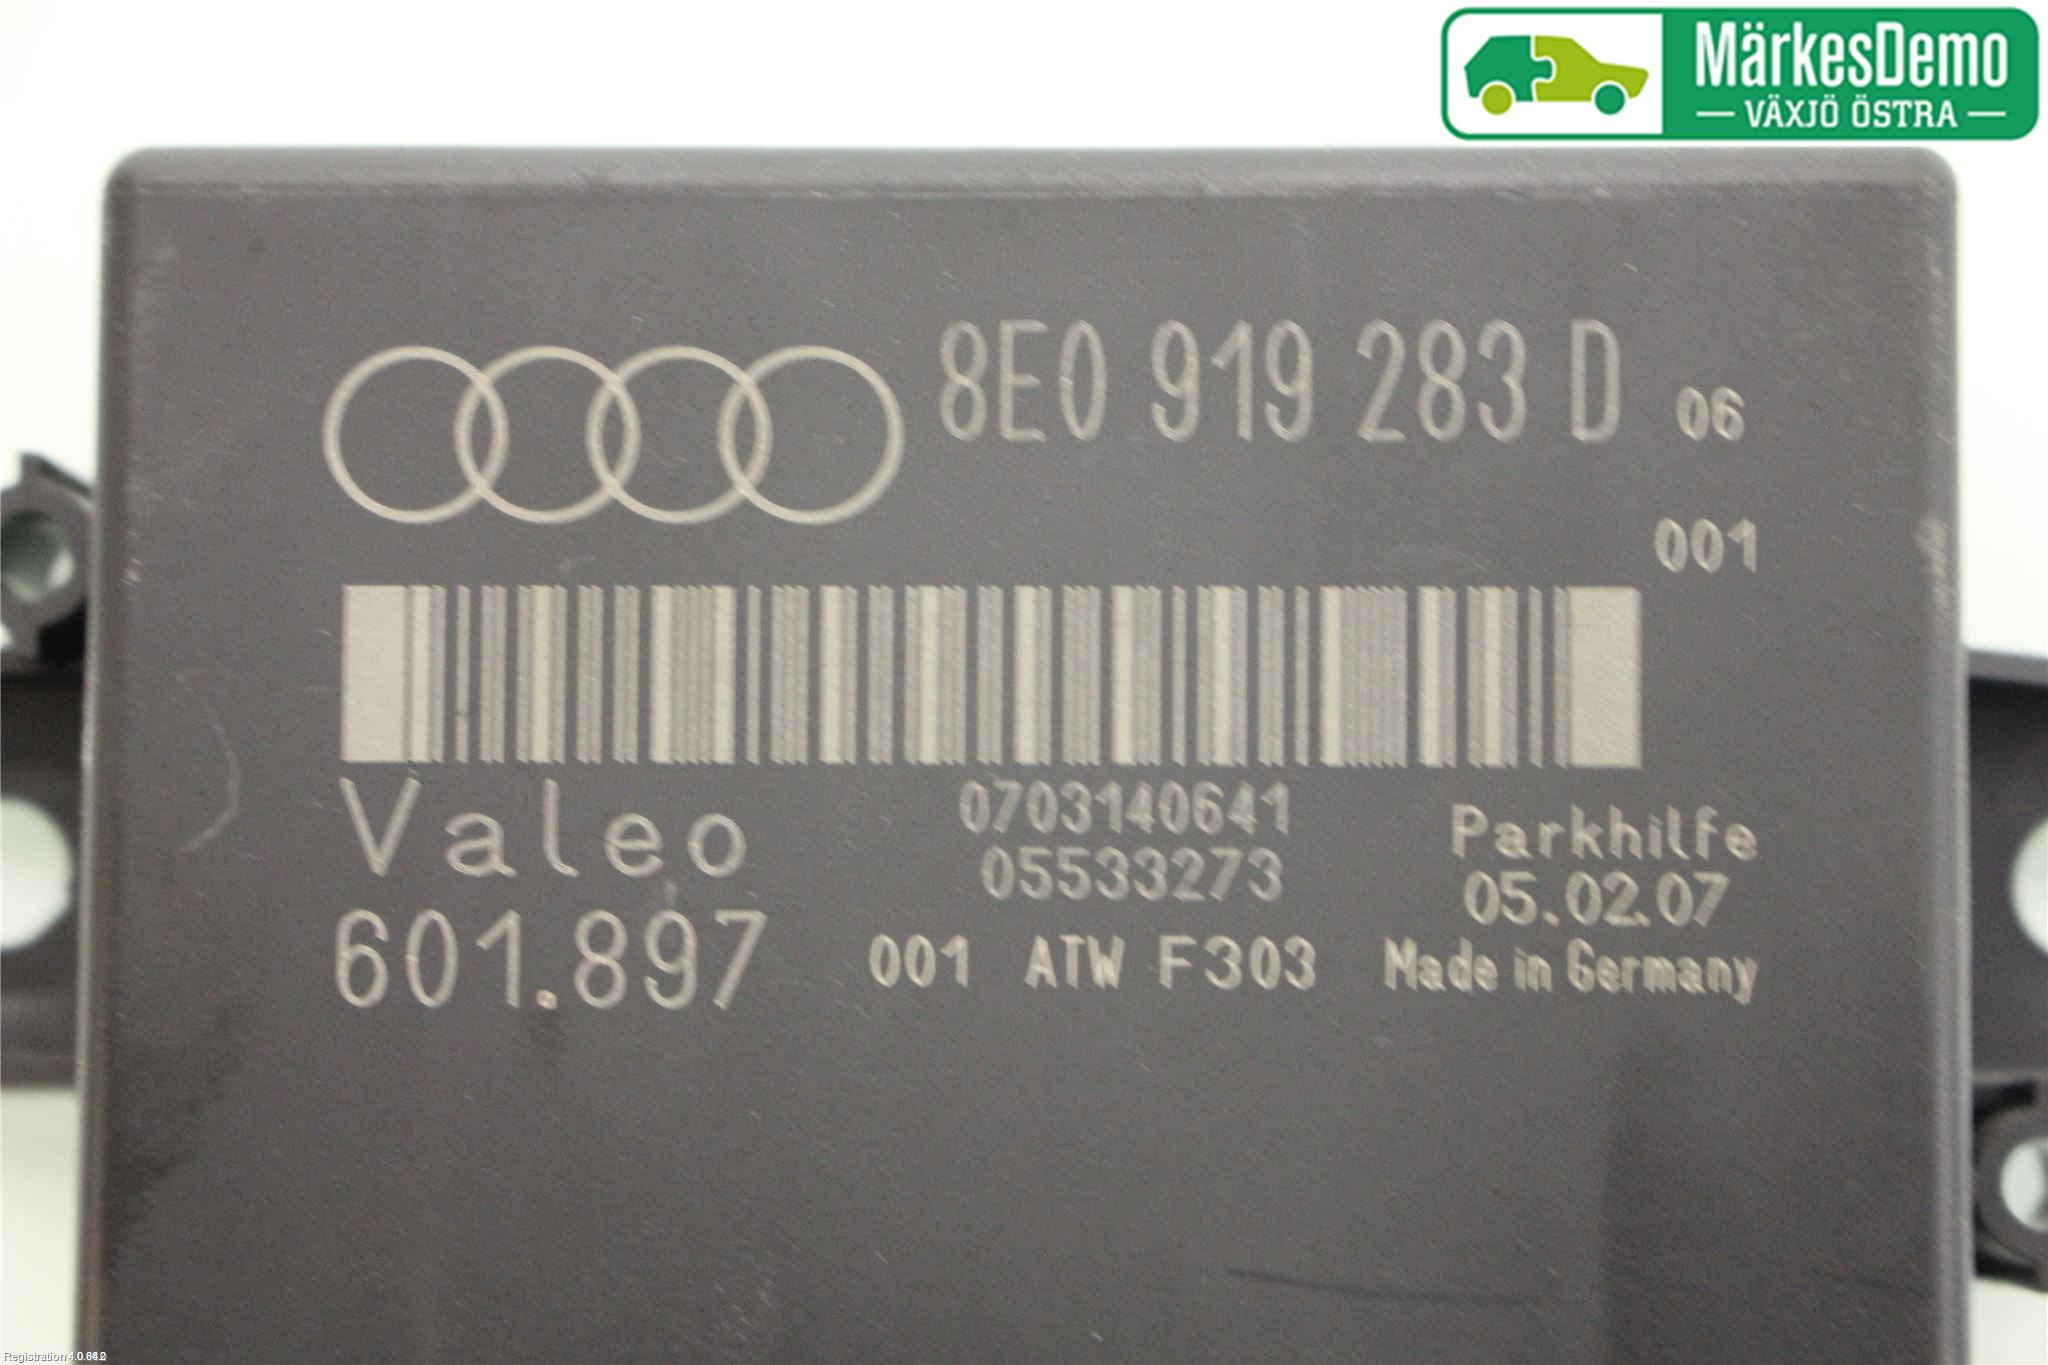 MärkesDemo
VÄXJÖ ÖSTRA
8E0 919 283 D 06
001
Valeo
0703140641
05533273
Parkhilfe
05.02.07
601.897
001 ATW F303
Made in Germany